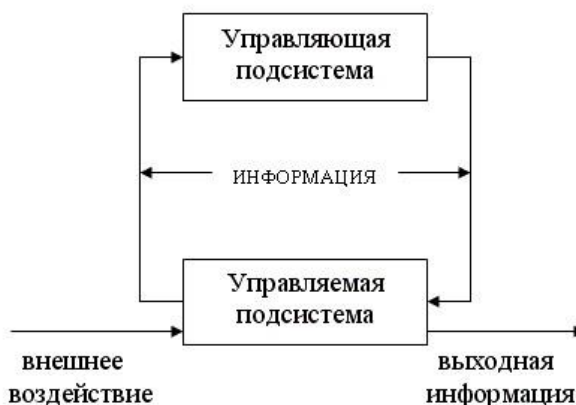 Управляющая
подсистема
ИНФОРМАЦИЯ
Управляемая
подсистема
внешнее
воздействие
выходная
информация